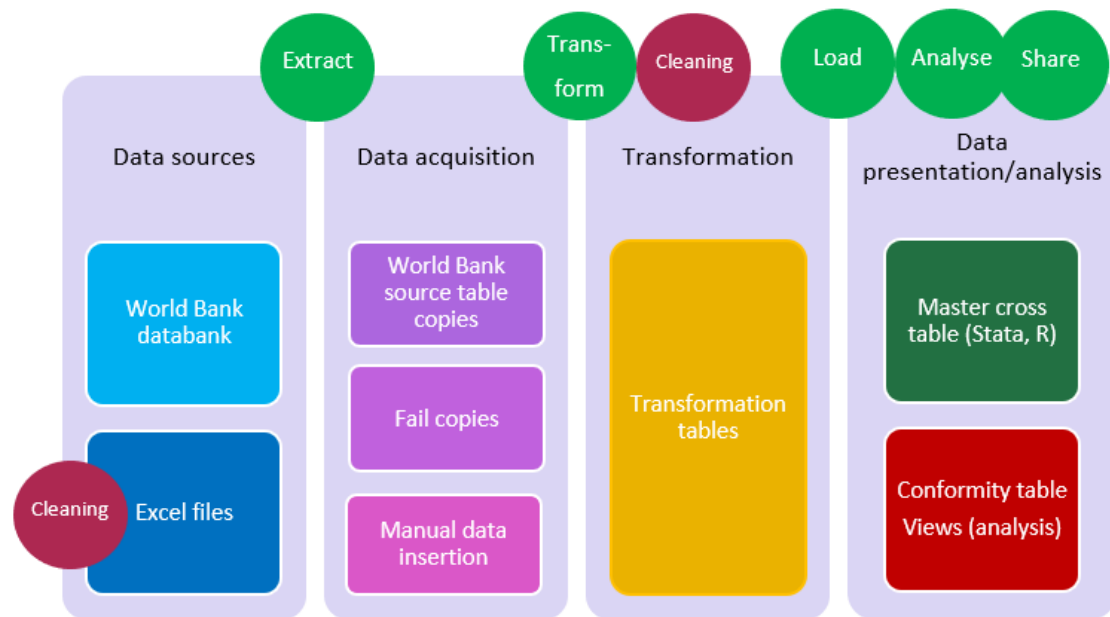 Extract
Trans-
form
Cleaning
Load
Analyse
Share
Data sources
Data acquisition
Transformation
Data
presentation/analysis
World Bank
databank
Cleaning
Excel files
World Bank
source table
copies
Fail copies
Manual data
insertion
Transformation
tables
Master cross
table (Stata, R)
Conformity table
Views (analysis)